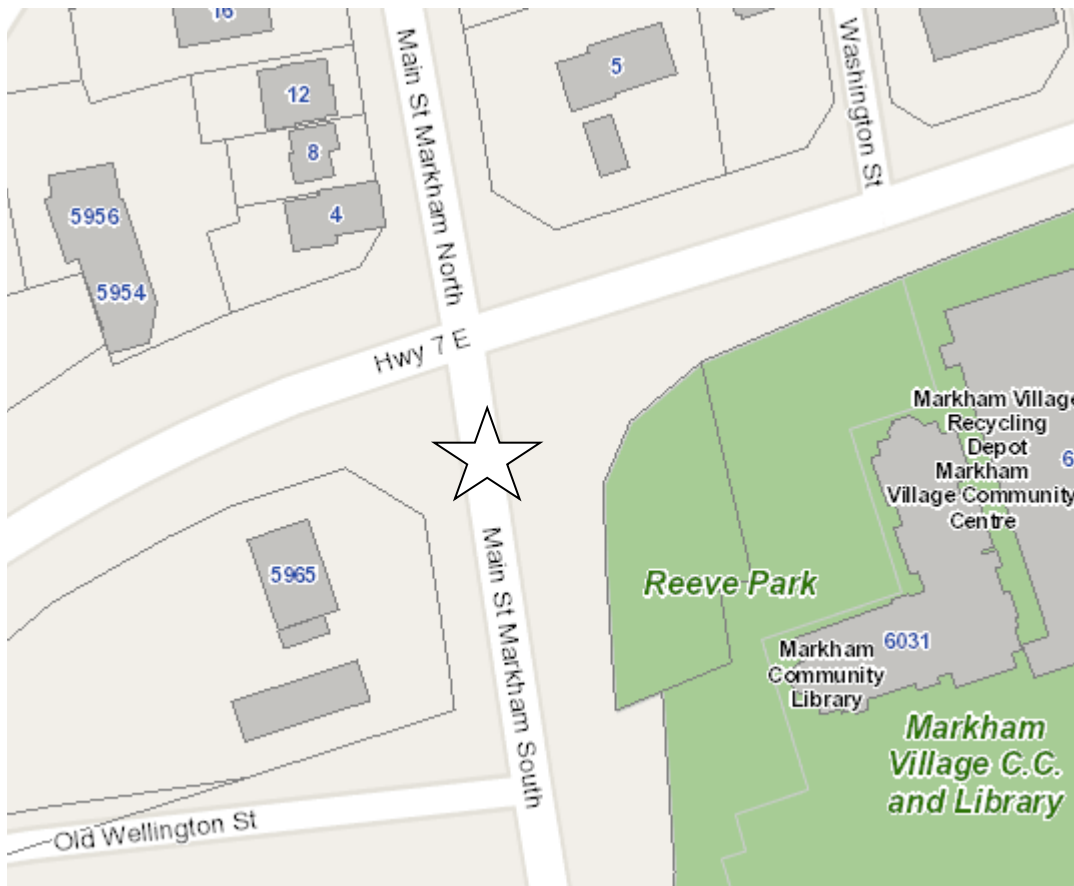 16
Main St Markham North
12
8
4
5956
5954
5
Washington St
Hwy 7 E
Markham Village
Recycling
Depot
Markham
Village Community
Centre
6
5965
Main St Markham South
Reeve Park
6031
Markham
Community
Library
Markham
Village C.C.
and Library
Old Wellington St